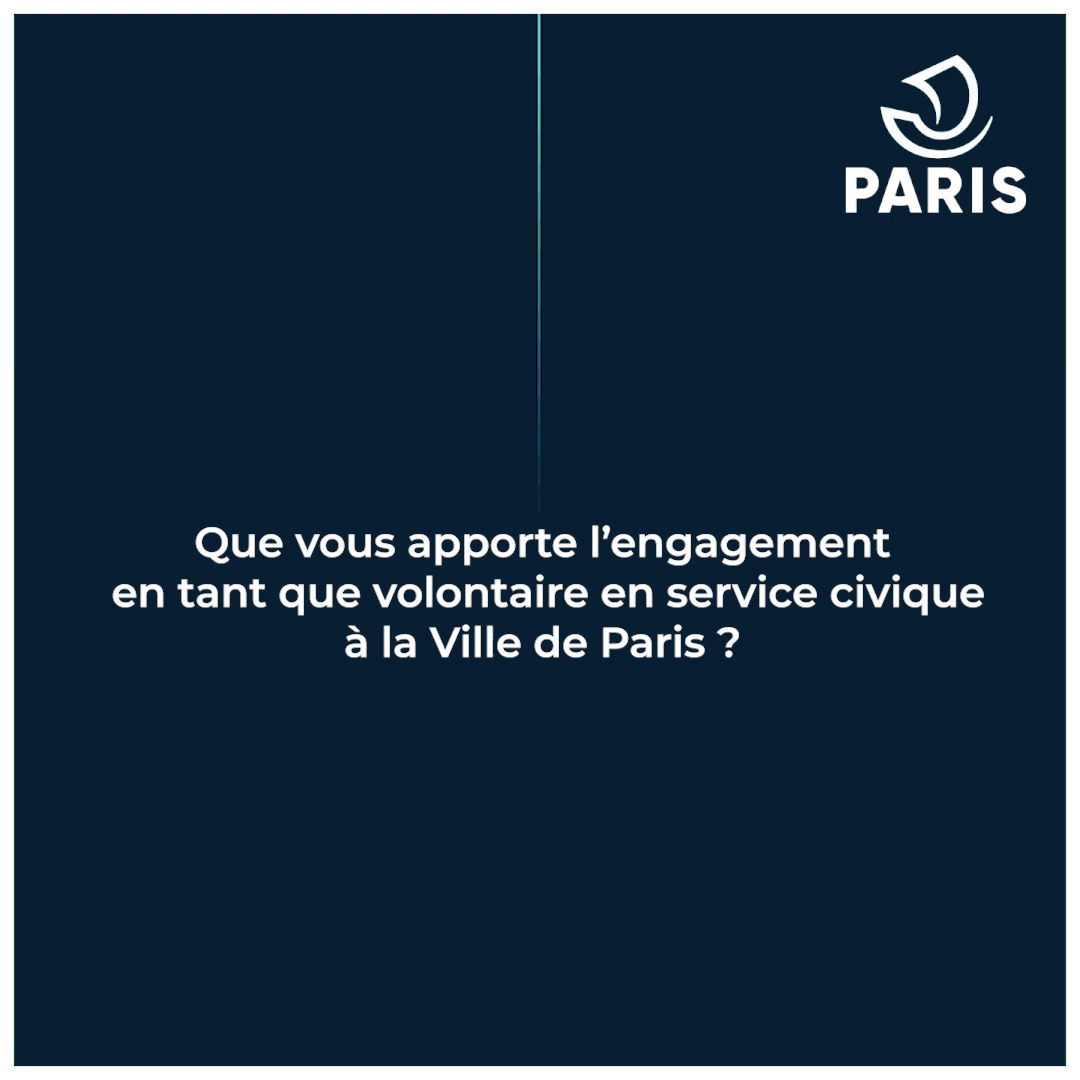 PARIS
Que vous apporte l’engagement
en tant que volontaire en service civique
à la Ville de Paris ?